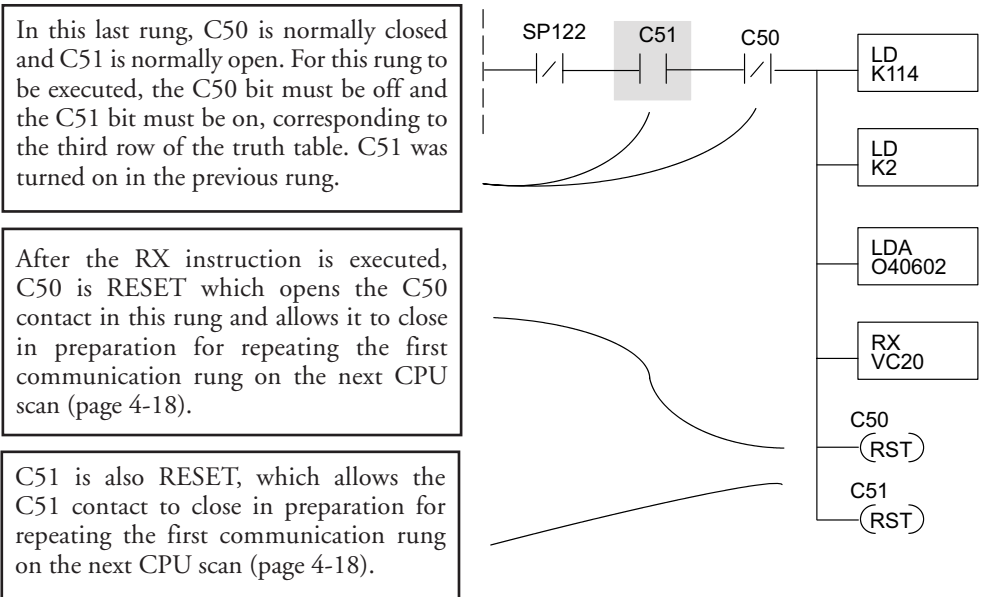 In this last rung, C50 is normally closed
and C51 is normally open. For this rung to
be executed, the C50 bit must be off and
the C51 bit must be on, corresponding to
the third row of the truth table. C51 was
turned on in the previous rung.
After the RX instruction is executed,
C50 is RESET which opens the C50
contact in this rung and allows it to close
in preparation for repeating the first
communication rung on the next CPU
scan (page 4-18).
C51 is also RESET, which allows the
C51 contact to close in preparation for
repeating the first communication rung
on the next CPU scan (page 4-18).
SP122
C51
C50
LD
K114
LD
K2
LDA
O40602
RX
VC20
C50
RST
C51
RST